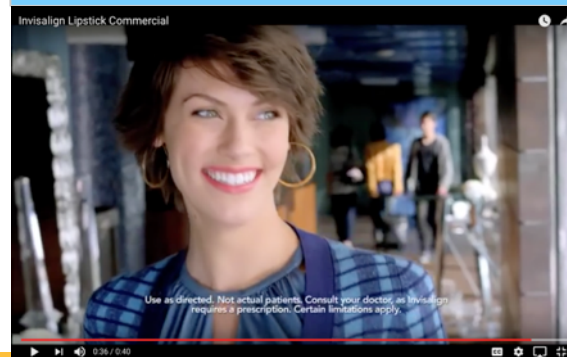 Invisalign Lipstick Commercial
Use as directed. Not actual patients. Consult your doctor, as Invisalign
requires a prescription. Certain limitations apply.
0:36 / 0:40
CC